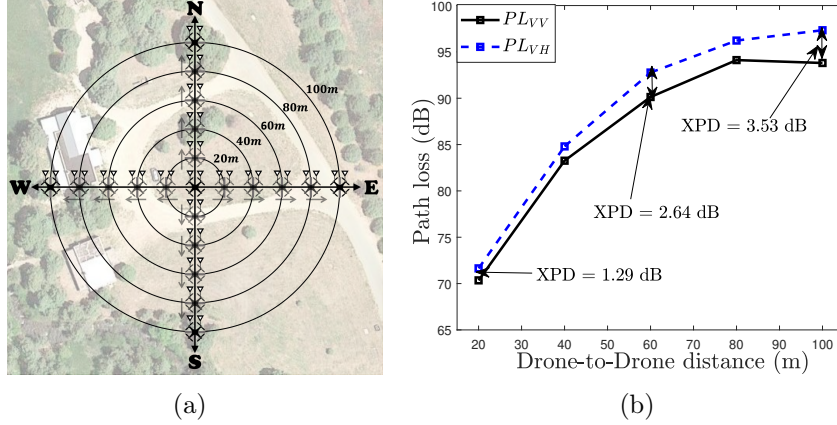 N
100m
80m
60m
40m
20m
W
E
S
(a)
PL_VV
PL_VH
Path loss (dB)
100
95
90
85
80
75
70
65
XPD = 3.53 dB
XPD = 2.64 dB
XPD = 1.29 dB
20 30 40 50 60 70 80 90 100
Drone-to-Drone distance (m)
(b)